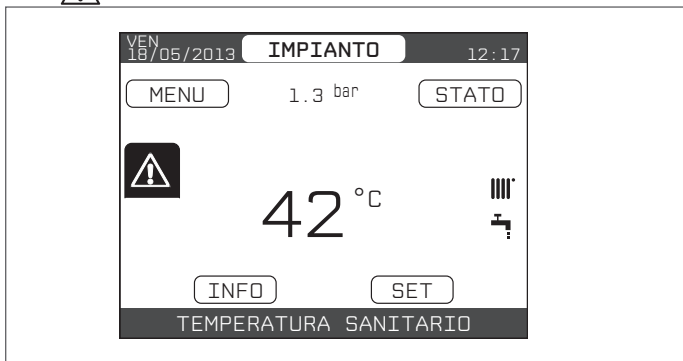 VEN
18/05/2013 IMPIANTO 12:17
MENU 1.3 bar STATO
42 °C
INFO SET
TEMPERATURA SANITARIO